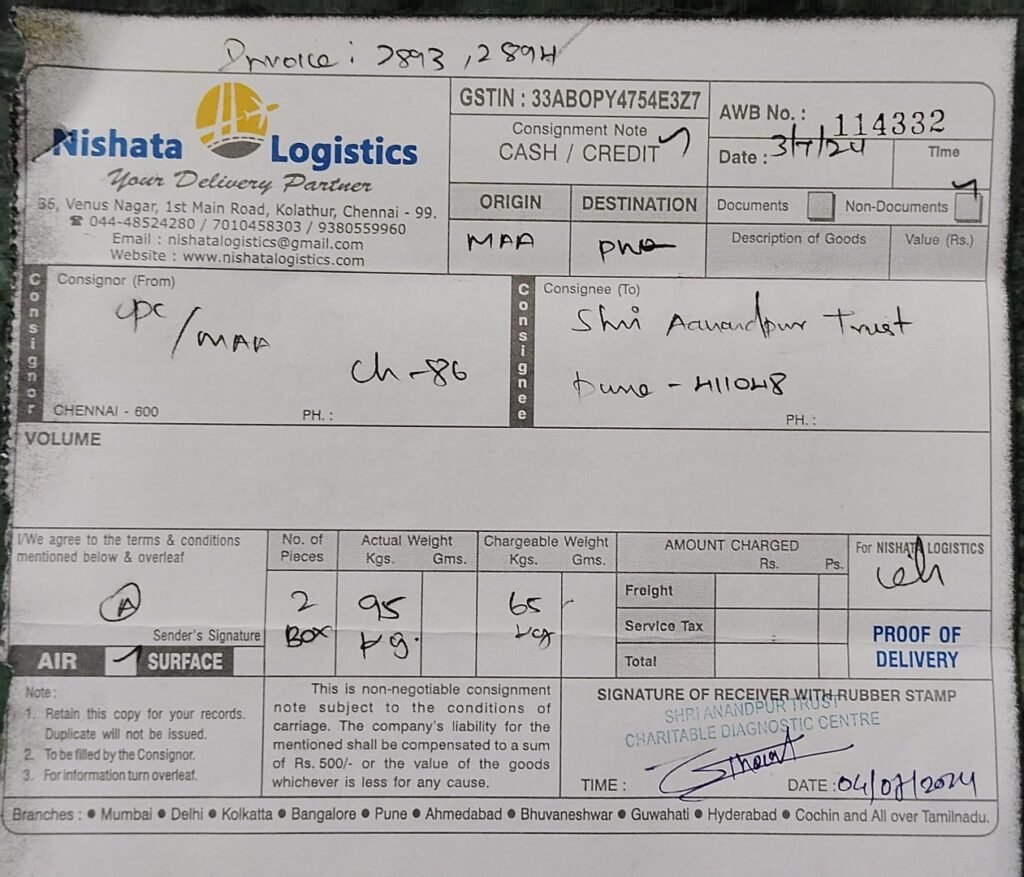 Invoice : 2893, 2894
Nishata Logistics
Your Delivery Partner
36, Venus Nagar, 1st Main Road, Kolathur, Chennai - 99.
☎ 044-48524280 / 7010458303 / 9380559960
Email : nishatalogistics@gmail.com
Website : www.nishatalogistics.com
GSTIN : 33ABOPY4754E3Z7
Consignment Note
CASH / CREDIT
AWB No. : 114332
Date : 3/7/24
Time
ORIGIN
DESTINATION
MAA
PNQ
Documents
Non-Documents
Description of Goods
Value (Rs.)
Consignor
Consignor (From)
CPC / MAA
Ch-86
CHENNAI - 600
PH. :
Consignee
Consignee (To)
Shri Aanandpur Trust
Pune - 411048
PH. :
VOLUME
I/We agree to the terms & conditions
mentioned below & overleaf
A
Sender's Signature
AIR
SURFACE
No. of
Pieces
2
BOX
Actual Weight
Kgs. Gms.
95
kg.
Chargeable Weight
Kgs. Gms.
65
kg
AMOUNT CHARGED
Rs. Ps.
Freight
Service Tax
Total
For NISHATA LOGISTICS
PROOF OF
DELIVERY
Note :
1. Retain this copy for your records.
Duplicate will not be issued.
2. To be filled by the Consignor.
3. For information turn overleaf.
This is non-negotiable consignment
note subject to the conditions of
carriage. The company's liability for the
mentioned shall be compensated to a sum
of Rs. 500/- or the value of the goods
whichever is less for any cause.
SIGNATURE OF RECEIVER WITH RUBBER STAMP
SHRI ANANDPUR TRUST
CHARITABLE DIAGNOSTIC CENTRE
TIME :
DATE : 04/07/2024
Branches : ● Mumbai ● Delhi ● Kolkatta ● Bangalore ● Pune ● Ahmedabad ● Bhuvaneshwar ● Guwahati ● Hyderabad ● Cochin and All over Tamilnadu.